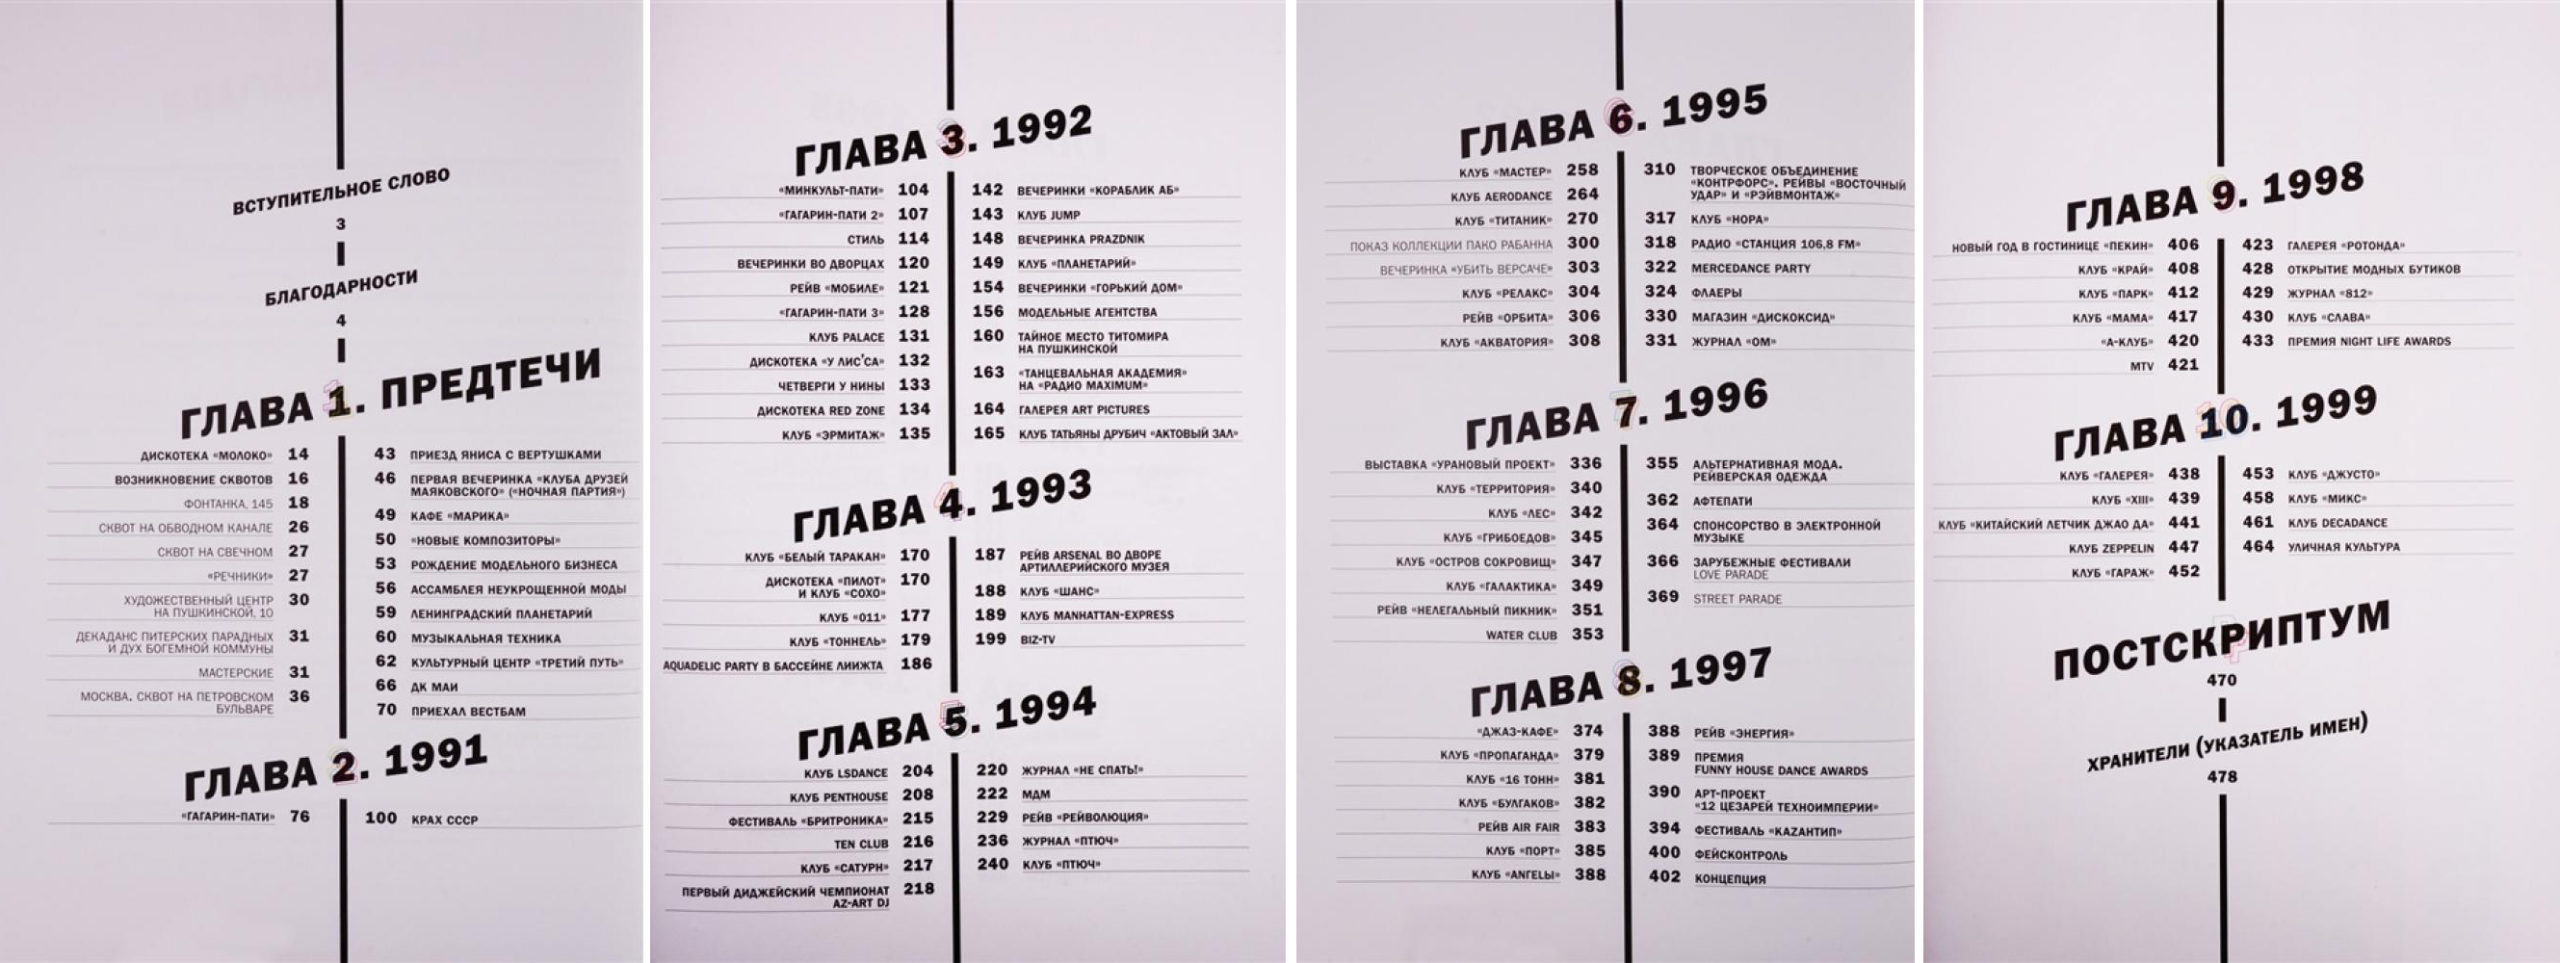 ВСТУПИТЕЛЬНОЕ СЛОВО
3
БЛАГОДАРНОСТИ
4
ГЛАВА 1. ПРЕДТЕЧИ
ДИСКОТЕКА «МОЛОКО» 14
ВОЗНИКНОВЕНИЕ СКВОТОВ 16
ФОНТАНКА, 145 18
СКВОТ НА ОБВОДНОМ КАНАЛЕ 26
СКВОТ НА СВЕЧНОМ 27
«РЕЧНИКИ» 27
ХУДОЖЕСТВЕННЫЙ ЦЕНТР 30
НА ПУШКИНСКОЙ, 10
ДЕКАДАНС ПИТЕРСКИХ ПАРАДНЫХ 31
И ДУХ БОГЕМНОЙ КОММУНЫ
МАСТЕРСКИЕ 31
МОСКВА. СКВОТ НА ПЕТРОВСКОМ 36
БУЛЬВАРЕ
43 ПРИЕЗД ЯНИСА С ВЕРТУШКАМИ
46 ПЕРВАЯ ВЕЧЕРИНКА «КЛУБА ДРУЗЕЙ
МАЯКОВСКОГО» («НОЧНАЯ ПАРТИЯ»)
49 КАФЕ «МАРИКА»
50 «НОВЫЕ КОМПОЗИТОРЫ»
53 РОЖДЕНИЕ МОДЕЛЬНОГО БИЗНЕСА
56 АССАМБЛЕЯ НЕУКРОЩЕННОЙ МОДЫ
59 ЛЕНИНГРАДСКИЙ ПЛАНЕТАРИЙ
60 МУЗЫКАЛЬНАЯ ТЕХНИКА
62 КУЛЬТУРНЫЙ ЦЕНТР «ТРЕТИЙ ПУТЬ»
66 ДК МАИ
70 ПРИЕХАЛ ВЕСТБАМ
ГЛАВА 2. 1991
«ГАГАРИН-ПАТИ» 76
100 КРАХ СССР
ГЛАВА 3. 1992
«МИНКУЛЬТ-ПАТИ» 104
«ГАГАРИН-ПАТИ 2» 107
СТИЛЬ 114
ВЕЧЕРИНКИ ВО ДВОРЦАХ 120
РЕЙВ «МОБИЛЕ» 121
«ГАГАРИН-ПАТИ 3» 128
КЛУБ PALACE 131
ДИСКОТЕКА «У ЛИС'СА» 132
ЧЕТВЕРГИ У НИНЫ 133
ДИСКОТЕКА RED ZONE 134
КЛУБ «ЭРМИТАЖ» 135
142 ВЕЧЕРИНКИ «КОРАБЛИК АБ»
143 КЛУБ JUMP
148 ВЕЧЕРИНКА PRAZDNIK
149 КЛУБ «ПЛАНЕТАРИЙ»
154 ВЕЧЕРИНКИ «ГОРЬКИЙ ДОМ»
156 МОДЕЛЬНЫЕ АГЕНТСТВА
160 ТАЙНОЕ МЕСТО ТИТОМИРА
НА ПУШКИНСКОЙ
163 «ТАНЦЕВАЛЬНАЯ АКАДЕМИЯ»
НА «РАДИО MAXIMUM»
164 ГАЛЕРЕЯ ART PICTURES
165 КЛУБ ТАТЬЯНЫ ДРУБИЧ «АКТОВЫЙ ЗАЛ»
ГЛАВА 4. 1993
КЛУБ «БЕЛЫЙ ТАРАКАН» 170
ДИСКОТЕКА «ПИЛОТ» 170
И КЛУБ «СОХО»
КЛУБ «011» 177
КЛУБ «ТОННЕЛЬ» 179
AQUADELIC PARTY В БАССЕЙНЕ ЛИИЖТА 186
187 РЕЙВ ARSENAL ВО ДВОРЕ
АРТИЛЛЕРИЙСКОГО МУЗЕЯ
188 КЛУБ «ШАНС»
189 КЛУБ MANHATTAN-EXPRESS
199 BIZ-TV
ГЛАВА 5. 1994
КЛУБ LSDANCE 204
КЛУБ PENTHOUSE 208
ФЕСТИВАЛЬ «БРИТРОНИКА» 215
TEN CLUB 216
КЛУБ «САТУРН» 217
ПЕРВЫЙ ДИДЖЕЙСКИЙ ЧЕМПИОНАТ 218
AZ-ART DJ
220 ЖУРНАЛ «НЕ СПАТЬ!»
222 МДМ
229 РЕЙВ «РЕЙВОЛЮЦИЯ»
236 ЖУРНАЛ «ПТЮЧ»
240 КЛУБ «ПТЮЧ»
ГЛАВА 6. 1995
КЛУБ «МАСТЕР» 258
КЛУБ AERODANCE 264
КЛУБ «ТИТАНИК» 270
ПОКАЗ КОЛЛЕКЦИИ ПАКО РАБАННА 300
ВЕЧЕРИНКА «УБИТЬ ВЕРСАЧЕ» 303
КЛУБ «РЕЛАКС» 304
РЕЙВ «ОРБИТА» 306
КЛУБ «АКВАТОРИЯ» 308
310 ТВОРЧЕСКОЕ ОБЪЕДИНЕНИЕ
«КОНТРФОРС». РЕЙВЫ «ВОСТОЧНЫЙ
УДАР» И «РЭЙВМОНТАЖ»
317 КЛУБ «НОРА»
318 РАДИО «СТАНЦИЯ 106,8 FM»
322 MERCEDANCE PARTY
324 ФЛАЕРЫ
330 МАГАЗИН «ДИСКОКСИД»
331 ЖУРНАЛ «ОМ»
ГЛАВА 7. 1996
ВЫСТАВКА «УРАНОВЫЙ ПРОЕКТ» 336
КЛУБ «ТЕРРИТОРИЯ» 340
КЛУБ «ЛЕС» 342
КЛУБ «ГРИБОЕДОВ» 345
КЛУБ «ОСТРОВ СОКРОВИЩ» 347
КЛУБ «ГАЛАКТИКА» 349
РЕЙВ «НЕЛЕГАЛЬНЫЙ ПИКНИК» 351
WATER CLUB 353
355 АЛЬТЕРНАТИВНАЯ МОДА.
РЕЙВЕРСКАЯ ОДЕЖДА
362 АФТЕПАТИ
364 СПОНСОРСТВО В ЭЛЕКТРОННОЙ
МУЗЫКЕ
366 ЗАРУБЕЖНЫЕ ФЕСТИВАЛИ
LOVE PARADE
369 STREET PARADE
ГЛАВА 8. 1997
«ДЖАЗ-КАФЕ» 374
КЛУБ «ПРОПАГАНДА» 379
КЛУБ «16 ТОНН» 381
КЛУБ «БУЛГАКОВ» 382
РЕЙВ AIR FAIR 383
КЛУБ «ПОРТ» 385
КЛУБ «АНГЕЛЫ» 388
388 РЕЙВ «ЭНЕРГИЯ»
389 ПРЕМИЯ
FUNNY HOUSE DANCE AWARDS
390 АРТ-ПРОЕКТ
«12 ЦЕЗАРЕЙ ТЕХНОИМПЕРИИ»
394 ФЕСТИВАЛЬ «КАZАНТИП»
400 ФЕЙСКОНТРОЛЬ
402 КОНЦЕПЦИЯ
ГЛАВА 9. 1998
НОВЫЙ ГОД В ГОСТИНИЦЕ «ПЕКИН» 406
КЛУБ «КРАЙ» 408
КЛУБ «ПАРК» 412
КЛУБ «МАМА» 417
«А-КЛУБ» 420
MTV 421
423 ГАЛЕРЕЯ «РОТОНДА»
428 ОТКРЫТИЕ МОДНЫХ БУТИКОВ
429 ЖУРНАЛ «812»
430 КЛУБ «СЛАВА»
433 ПРЕМИЯ NIGHT LIFE AWARDS
ГЛАВА 10. 1999
КЛУБ «ГАЛЕРЕЯ» 438
КЛУБ «XIII» 439
КЛУБ «КИТАЙСКИЙ ЛЕТЧИК ДЖАО ДА» 441
КЛУБ ZEPPELIN 447
КЛУБ «ГАРАЖ» 452
453 КЛУБ «ДЖУСТО»
458 КЛУБ «МИКС»
461 КЛУБ DECADANCE
464 УЛИЧНАЯ КУЛЬТУРА
ПОСТСКРИПТУМ
470
ХРАНИТЕЛИ (УКАЗАТЕЛЬ ИМЕН)
478